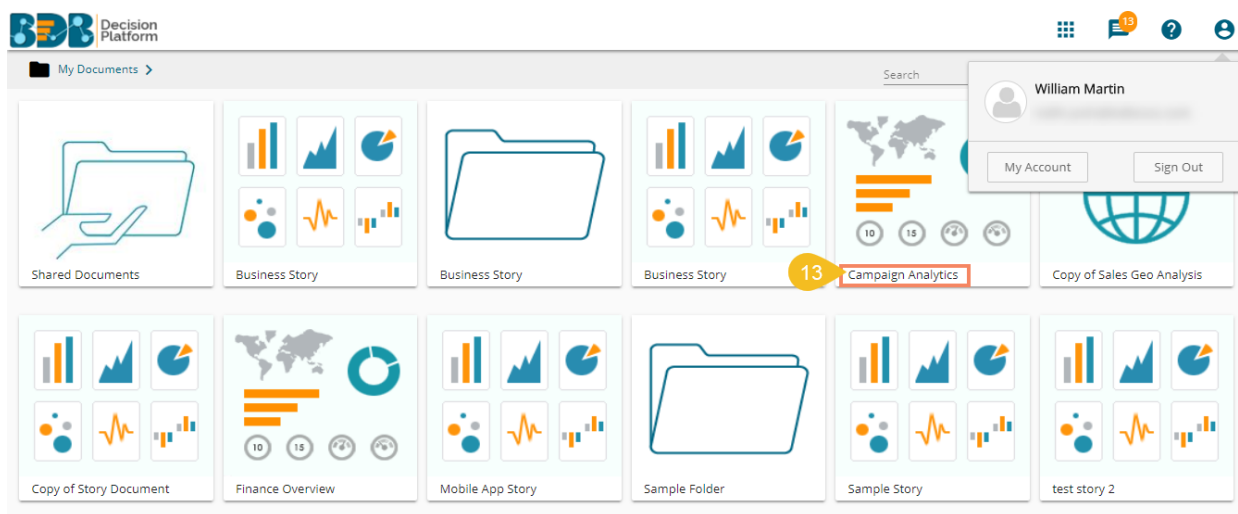 BDB Decision Platform
13
My Documents
Search
William Martin
My Account
Sign Out
10 15
Shared Documents
Business Story
Business Story
Business Story
13
Campaign Analytics
Copy of Sales Geo Analysis
10 15
Copy of Story Document
Finance Overview
Mobile App Story
Sample Folder
Sample Story
test story 2